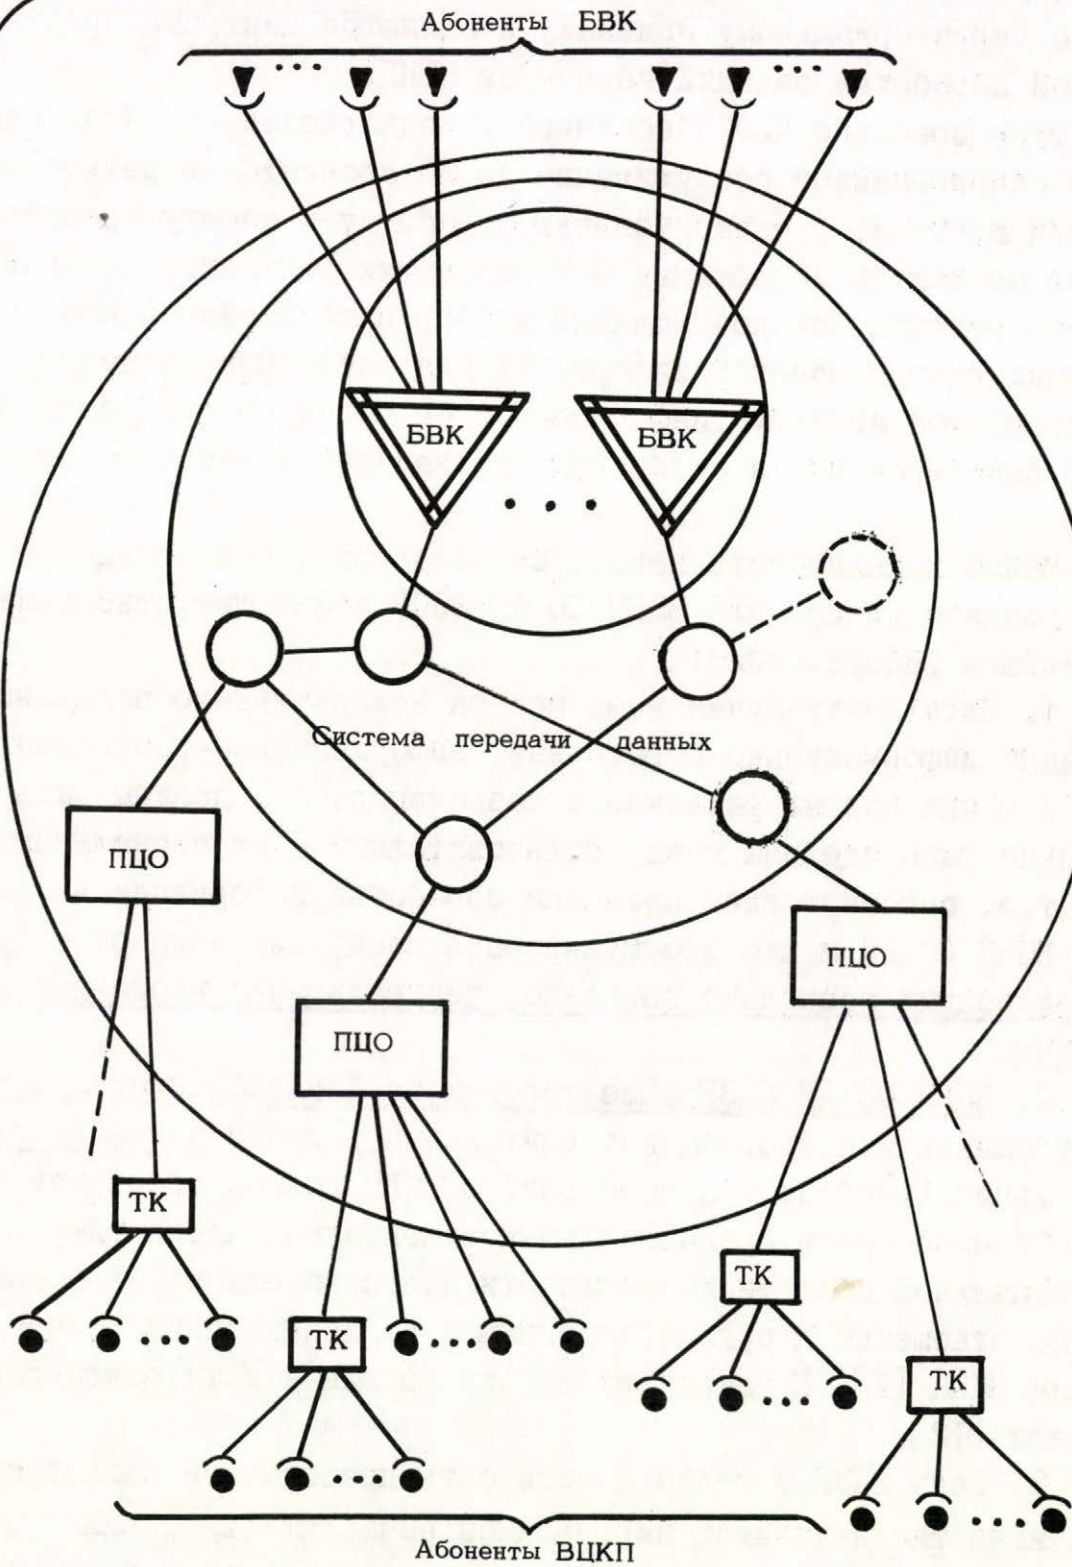 Абоненты БВК
БВК
БВК
Система передачи данных
ПЦО
ПЦО
ПЦО
ТК
ТК
ТК
ТК
Абоненты ВЦКП